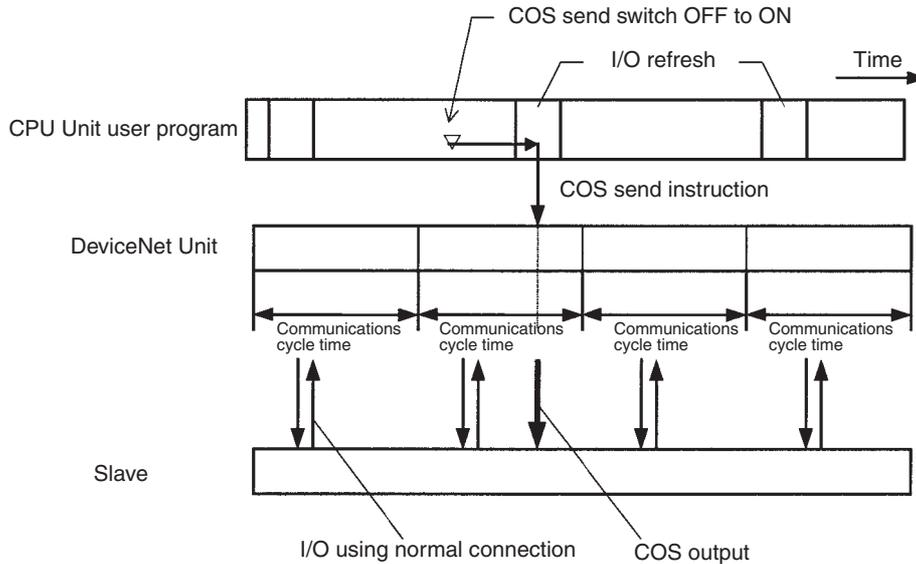 COS send switch OFF to ON
I/O refresh
Time
CPU Unit user program
COS send instruction
DeviceNet Unit
Communications
cycle time
Communications
cycle time
Communications
cycle time
Communications
cycle time
Slave
I/O using normal connection
COS output